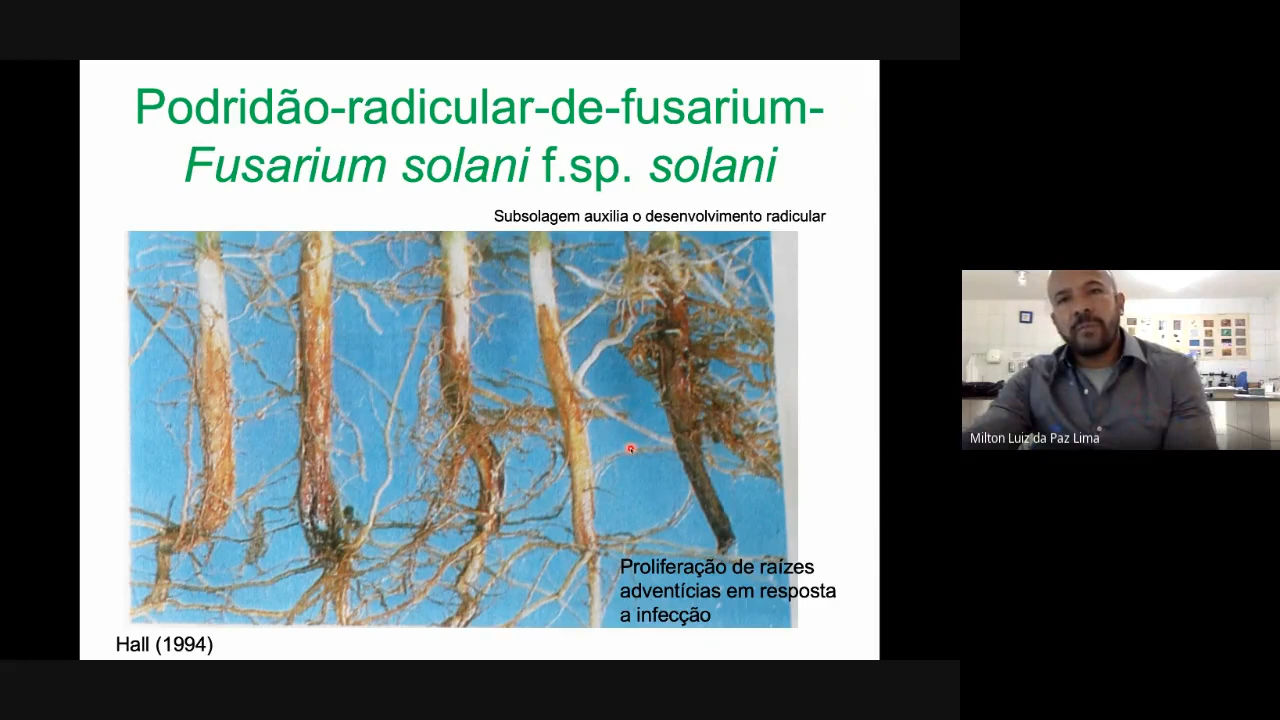 Podridão-radicular-de-fusarium-
Fusarium solani f.sp. solani
Subsolagem auxilia o desenvolvimento radicular
Proliferação de raízes
adventícias em resposta
a infecção
Hall (1994)
Milton Luiz da Paz Lima